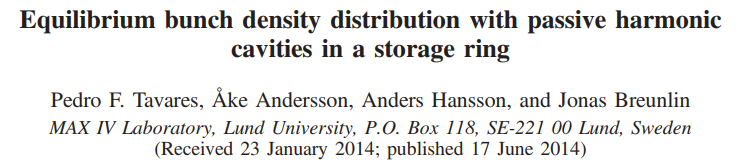 Equilibrium bunch density distribution with passive harmonic
cavities in a storage ring
Pedro F. Tavares, Åke Andersson, Anders Hansson, and Jonas Breunlin
MAX IV Laboratory, Lund University, P.O. Box 118, SE-221 00 Lund, Sweden
(Received 23 January 2014; published 17 June 2014)